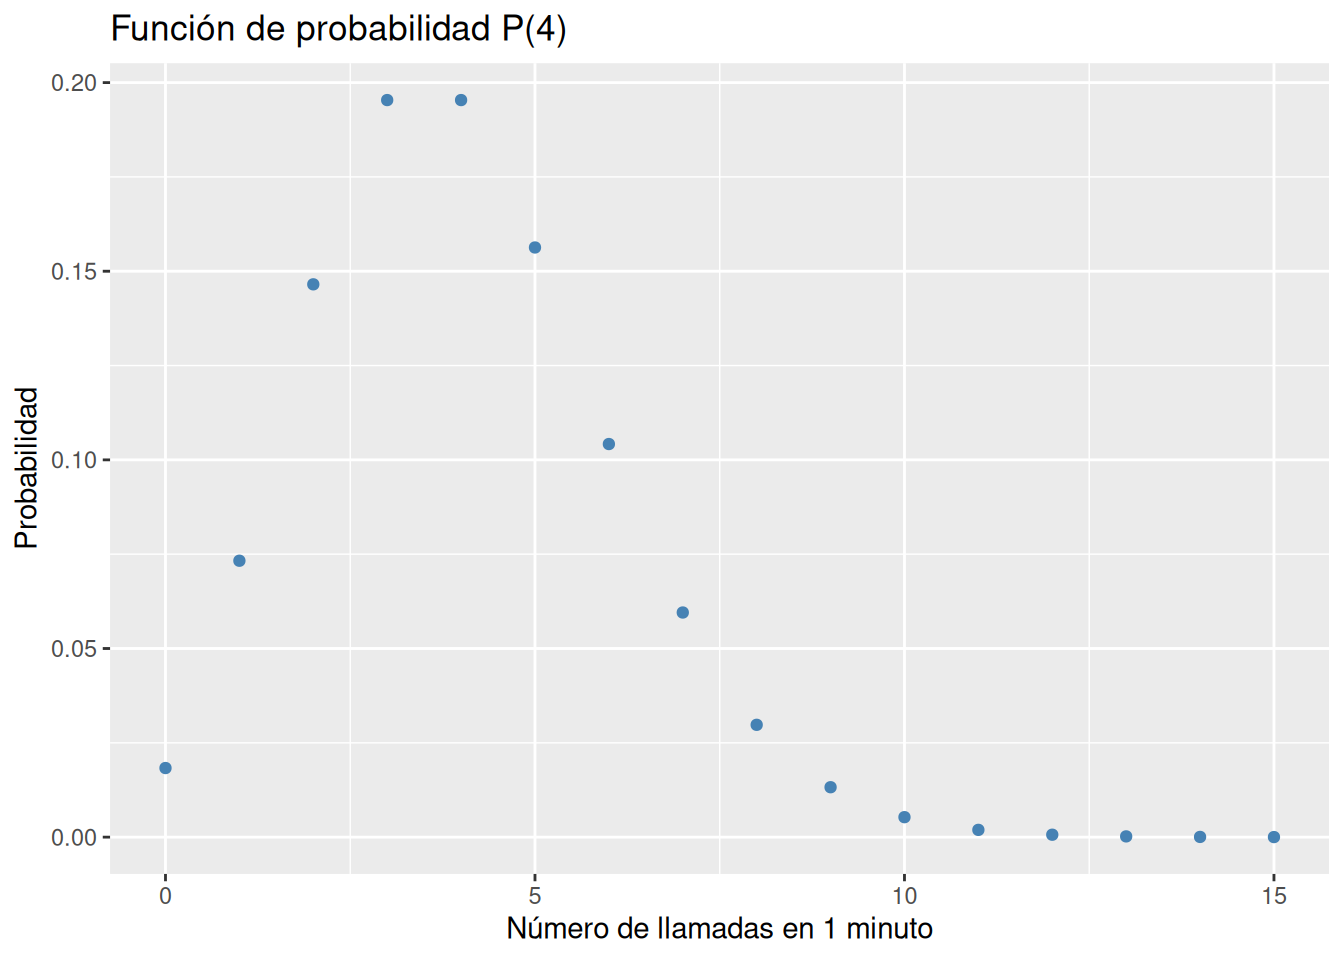 Función de probabilidad P(4)
0.20
0.15
0.10
0.05
0.00
Probabilidad
0 5 10 15
Número de llamadas en 1 minuto